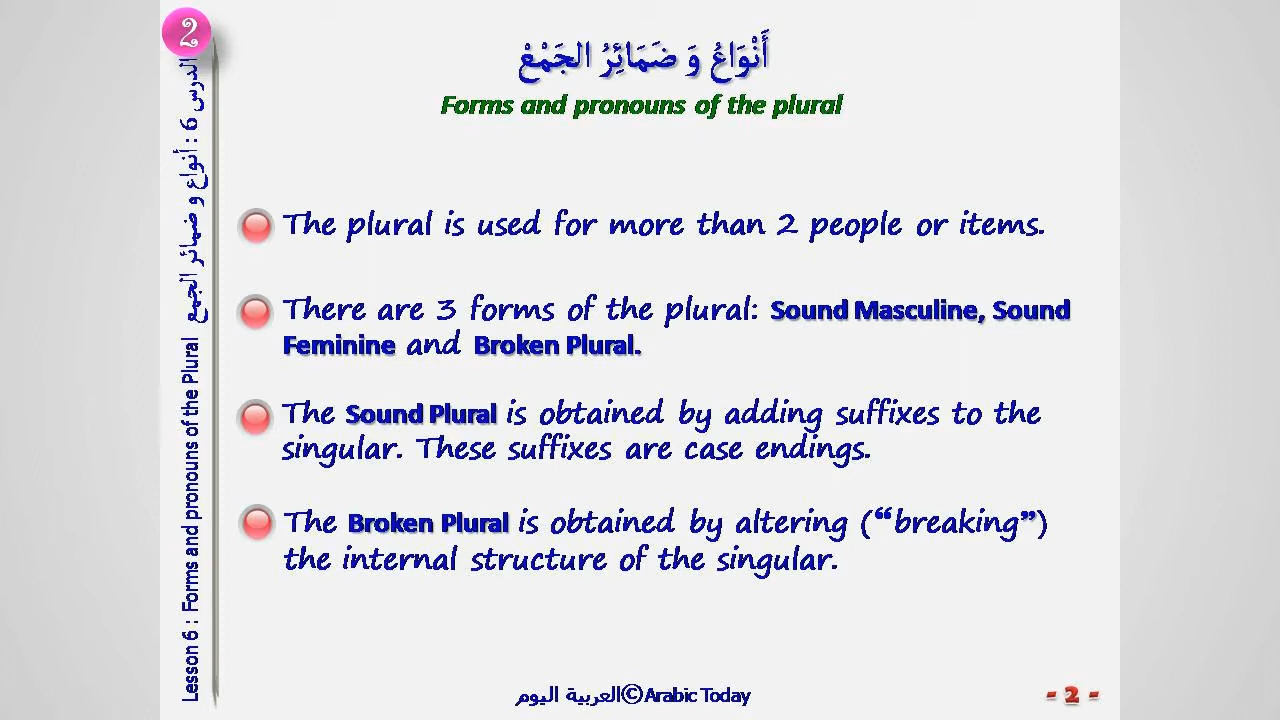 2
أَنْوَاعُ وَ ضَمَائِرُ الجَمْعْ
Forms and pronouns of the plural
الدرس 6 : أنواع و ضمائر الجمع
Lesson 6 : Forms and pronouns of the Plural
The plural is used for more than 2 people or items.
There are 3 forms of the plural: Sound Masculine, Sound
Feminine and Broken Plural.
The Sound Plural is obtained by adding suffixes to the
singular. These suffixes are case endings.
The Broken Plural is obtained by altering (“breaking”)
the internal structure of the singular.
العربية اليوم©Arabic Today
- 2 -